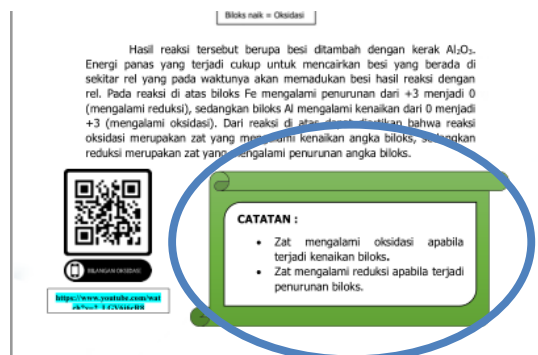 Biloks naik = Oksidasi
Hasil reaksi tersebut berupa besi ditambah dengan kerak Al₂O₃.
Energi panas yang terjadi cukup untuk mencairkan besi yang berada di
sekitar rel yang pada waktunya akan memadukan besi hasil reaksi dengan
rel. Pada reaksi di atas biloks Fe mengalami penurunan dari +3 menjadi 0
(mengalami reduksi), sedangkan biloks Al mengalami kenaikan dari 0 menjadi
+3 (mengalami oksidasi). Dari reaksi di atas bahwa reaksi
oksidasi merupakan zat yang mengalami kenaikan angka biloks, sedangkan
reduksi merupakan zat yang mengalami penurunan angka biloks.
CATATAN :
• Zat mengalami oksidasi apabila
terjadi kenaikan biloks.
• Zat mengalami reduksi apabila terjadi
penurunan biloks.
BILANGAN OKSIDASI
https://www.youtube.com/wat